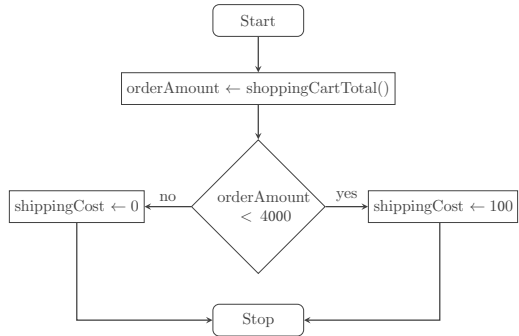 Start
orderAmount ← shoppingCartTotal()
orderAmount
< 4000
no
yes
shippingCost ← 0
shippingCost ← 100
Stop